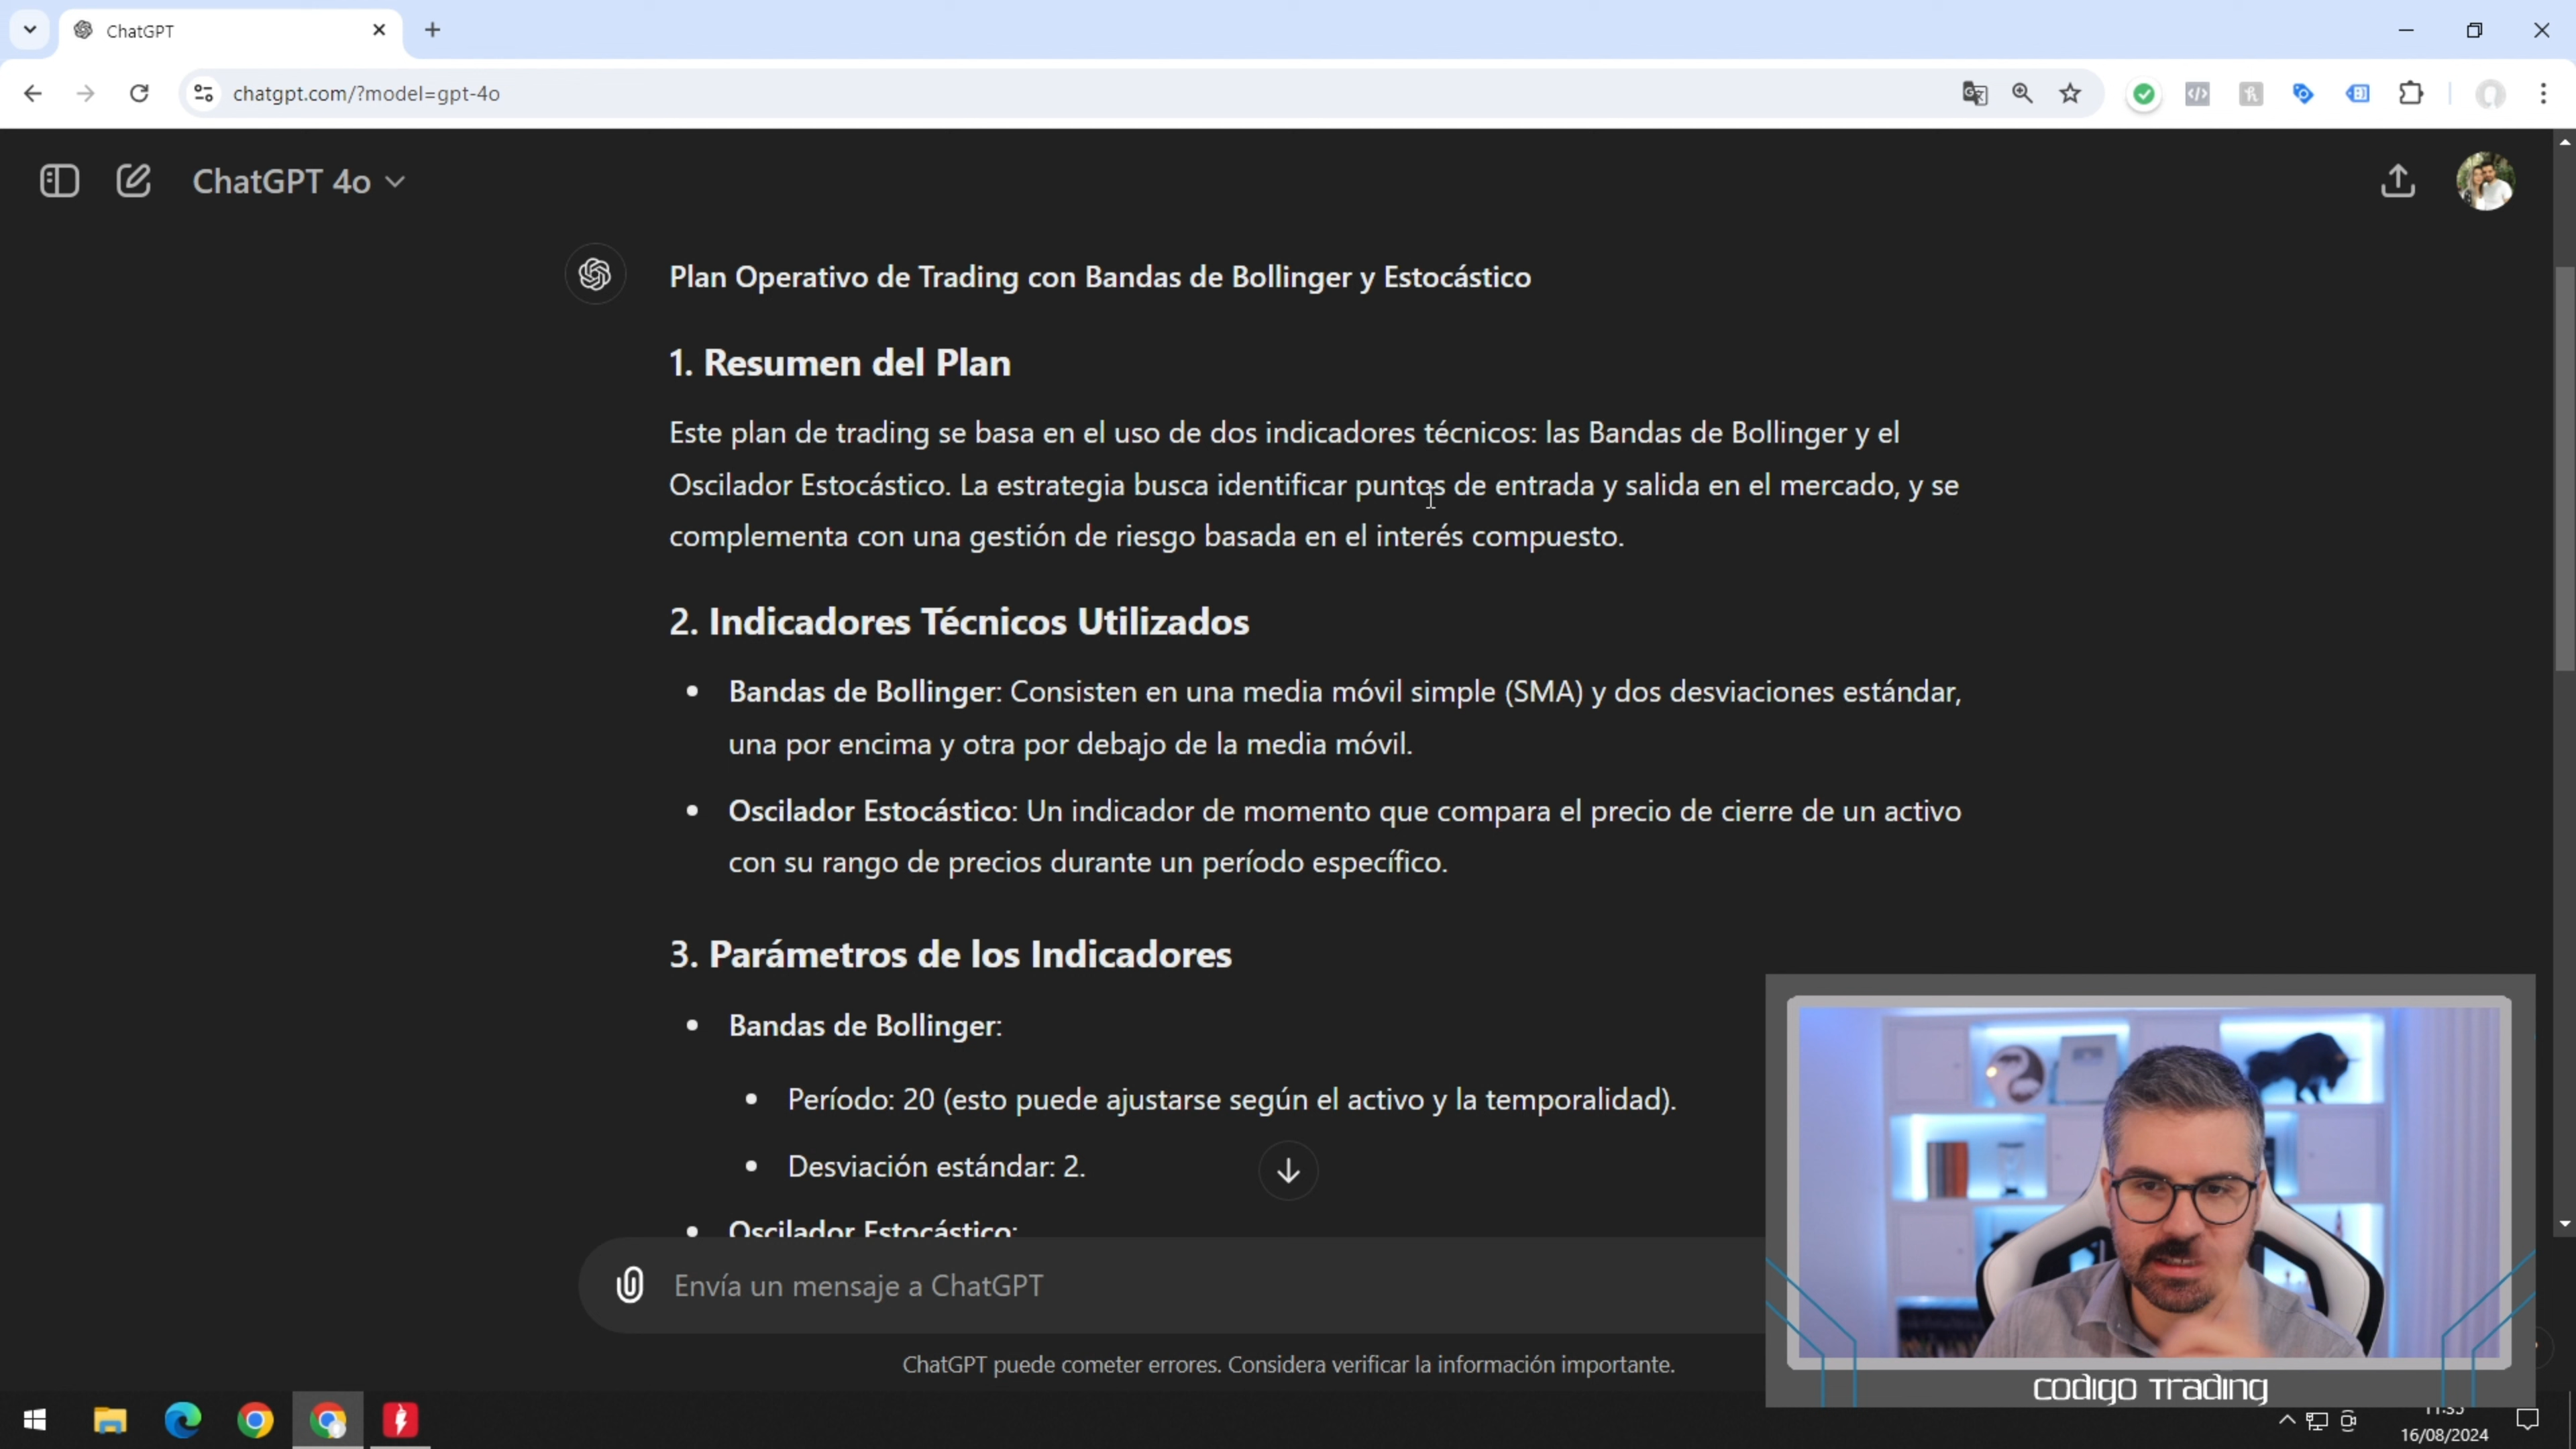 ChatGPT
chatgpt.com/?model=gpt-4o
ChatGPT 4o
Plan Operativo de Trading con Bandas de Bollinger y Estocástico
1. Resumen del Plan
Este plan de trading se basa en el uso de dos indicadores técnicos: las Bandas de Bollinger y el
Oscilador Estocástico. La estrategia busca identificar puntos de entrada y salida en el mercado, y se
complementa con una gestión de riesgo basada en el interés compuesto.
2. Indicadores Técnicos Utilizados
• Bandas de Bollinger: Consisten en una media móvil simple (SMA) y dos desviaciones estándar,
una por encima y otra por debajo de la media móvil.
• Oscilador Estocástico: Un indicador de momento que compara el precio de cierre de un activo
con su rango de precios durante un período específico.
3. Parámetros de los Indicadores
• Bandas de Bollinger:
• Período: 20 (esto puede ajustarse según el activo y la temporalidad).
• Desviación estándar: 2.
• Oscilador Estocástico:
Envía un mensaje a ChatGPT
ChatGPT puede cometer errores. Considera verificar la información importante.
codigo Trading
11:35
16/08/2024